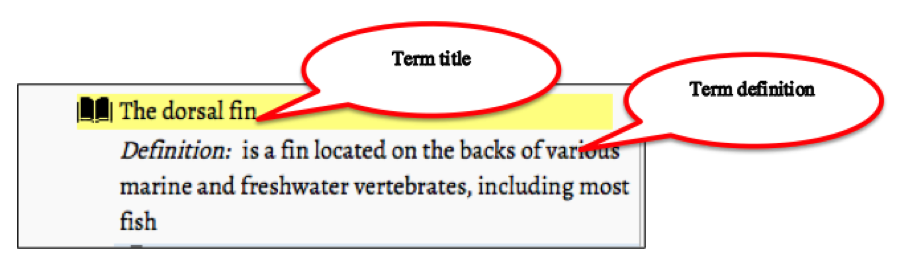 Term title
Term definition
The dorsal fin
Definition: is a fin located on the backs of various
marine and freshwater vertebrates, including most
fish